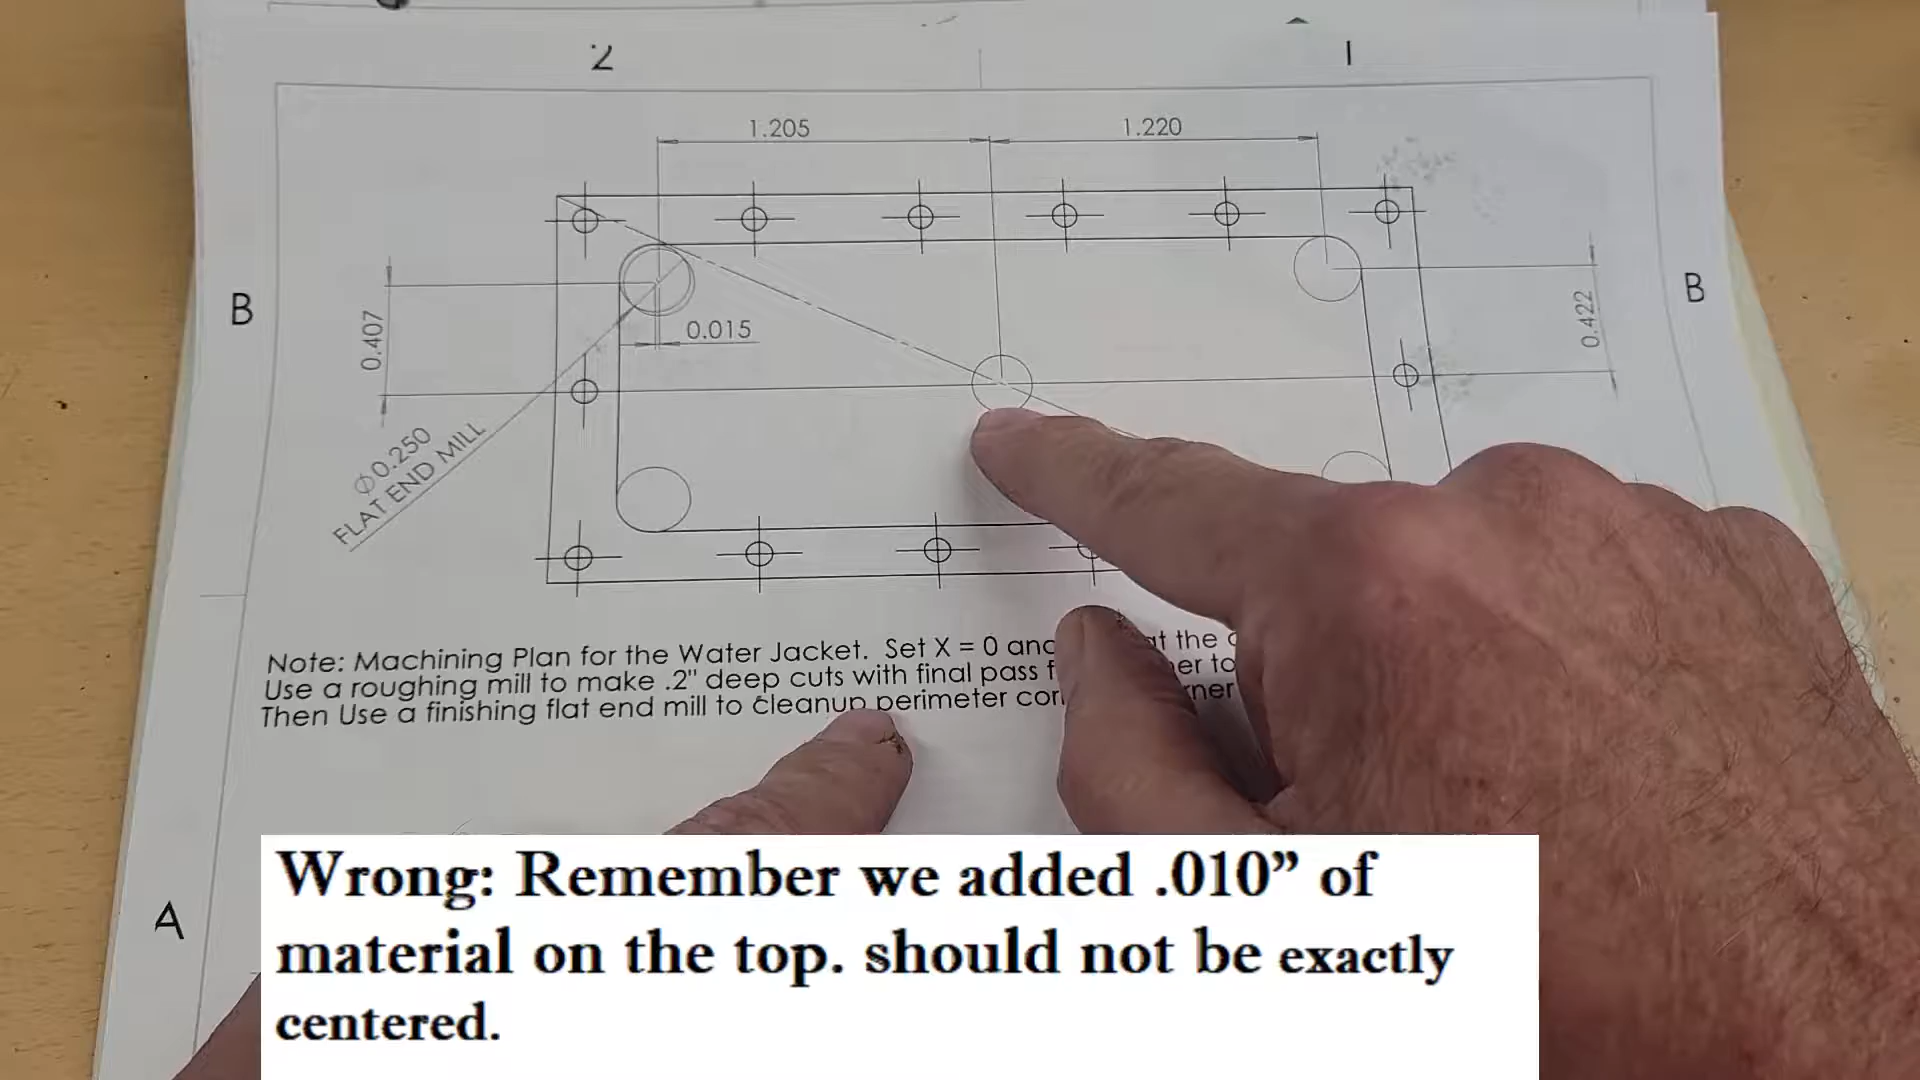 2 1
1.205 1.220
B B
0.407 0.015 0.422
Ø0.250
FLAT END MILL
Note: Machining Plan for the Water Jacket. Set X = 0 and at the
Use a roughing mill to make .2" deep cuts with final pass
Then Use a finishing flat end mill to cleanup perimeter
A
Wrong: Remember we added .010” of
material on the top. should not be exactly
centered.